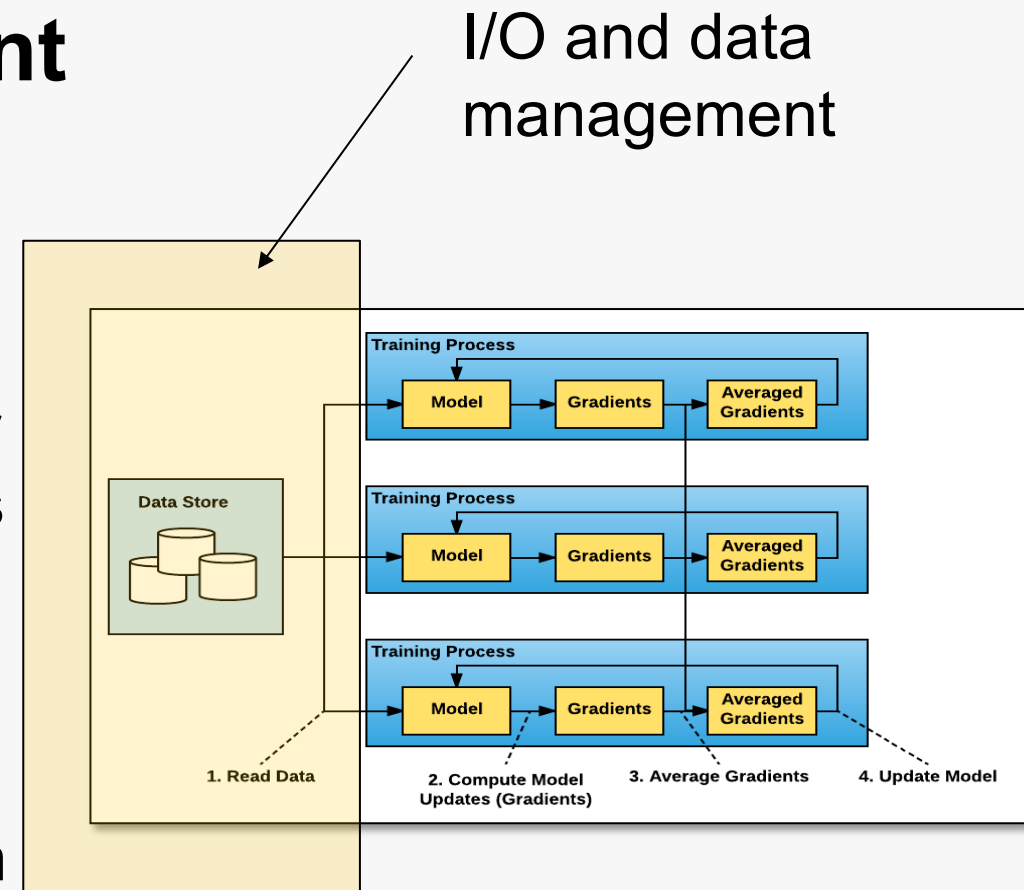 nt
I/O and data
management
Training Process
Model
Gradients
Averaged
Gradients
Data Store
Training Process
Model
Gradients
Averaged
Gradients
Training Process
Model
Gradients
Averaged
Gradients
1. Read Data
2. Compute Model
Updates (Gradients)
3. Average Gradients
4. Update Model